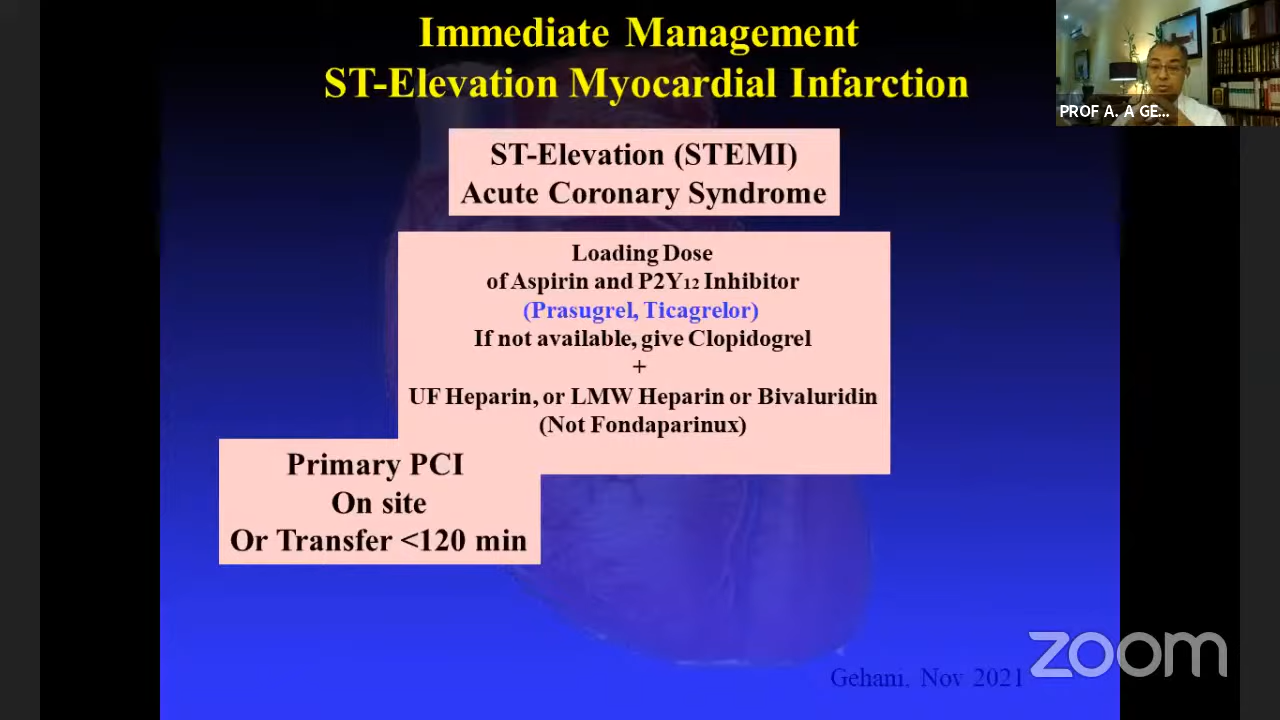 Immediate Management
ST-Elevation Myocardial Infarction
PROF A. A GE...
ST-Elevation (STEMI)
Acute Coronary Syndrome
Loading Dose
of Aspirin and P2Y12 Inhibitor
(Prasugrel, Ticagrelor)
If not available, give Clopidogrel
+
UF Heparin, or LMW Heparin or Bivaluridin
(Not Fondaparinux)
Primary PCI
On site
Or Transfer <120 min
Gehani, Nov 2021
zoom